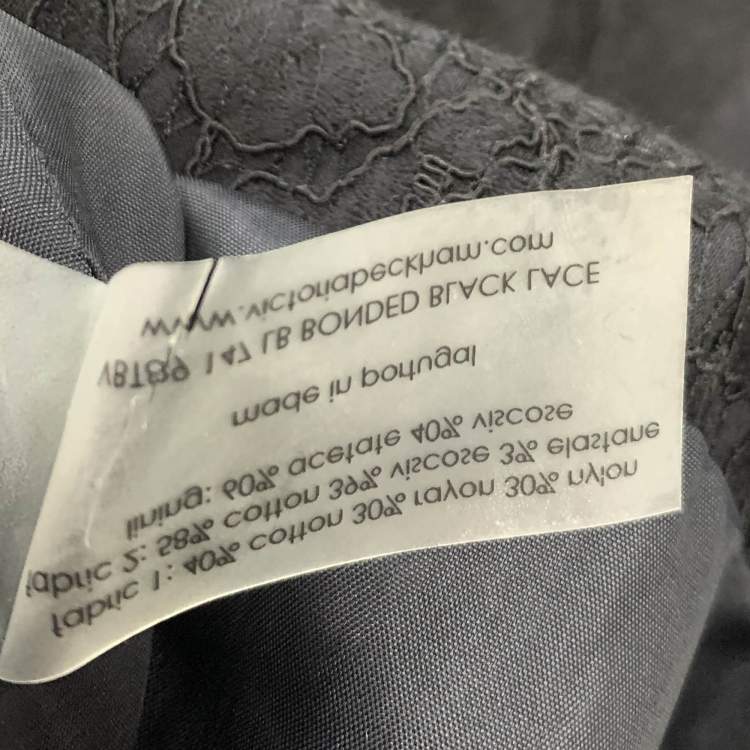 fabric 1: 40% cotton 30% rayon 30% nylon
fabric 2: 58% cotton 39% viscose 3% elastane
lining: 60% acetate 40% viscose
made in portugal
147 LB BONDED BLACK LACE
www.victoriabeckham.com